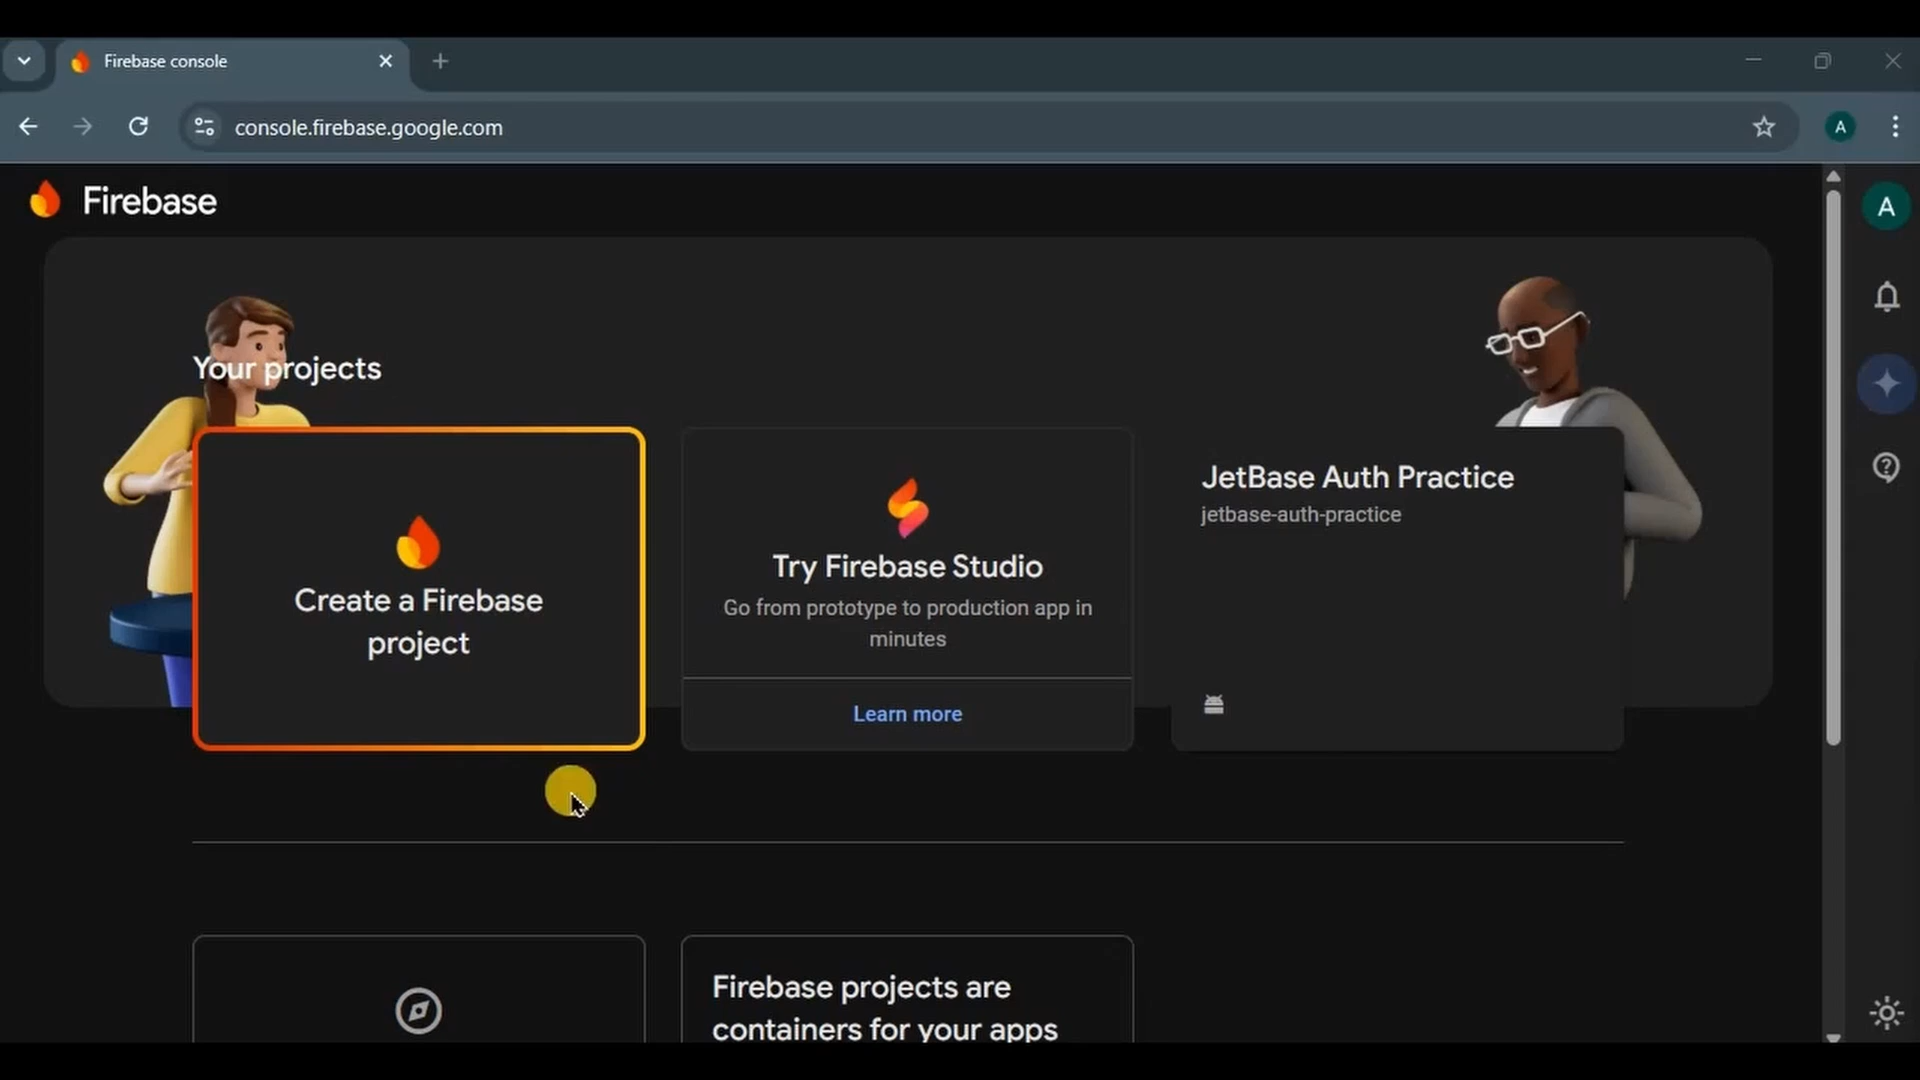 Firebase console
console.firebase.google.com
A
Firebase
A
Your projects
Create a Firebase
project
Try Firebase Studio
Go from prototype to production app in
minutes
Learn more
JetBase Auth Practice
jetbase-auth-practice
Firebase projects are
containers for your apps